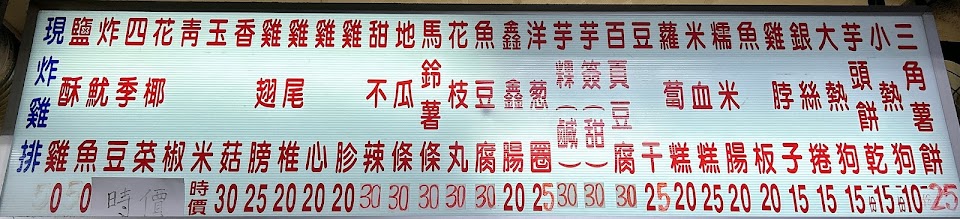 現炸雞排
鹽酥雞 0
炸魷魚 0
四季豆 時價
花椰菜
青椒
玉米 時價
香菇 30
雞翅膀 25
雞尾椎 20
雞心 20
雞胗 20
甜不辣 30
地瓜條 30
馬鈴薯條 30
花枝丸 30
魚豆腐 30
鑫鑫腸 20
洋蔥圈 25
芋粿(鹹) 30
芋簽(甜) 30
百頁豆腐 30
豆干 25
蘿蔔糕 20
米血糕 25
糯米腸 20
魚板 20
雞脖子 15
銀絲捲 15
大熱狗 15
芋頭餅乾 15
小熱狗 10
三角薯餅 25